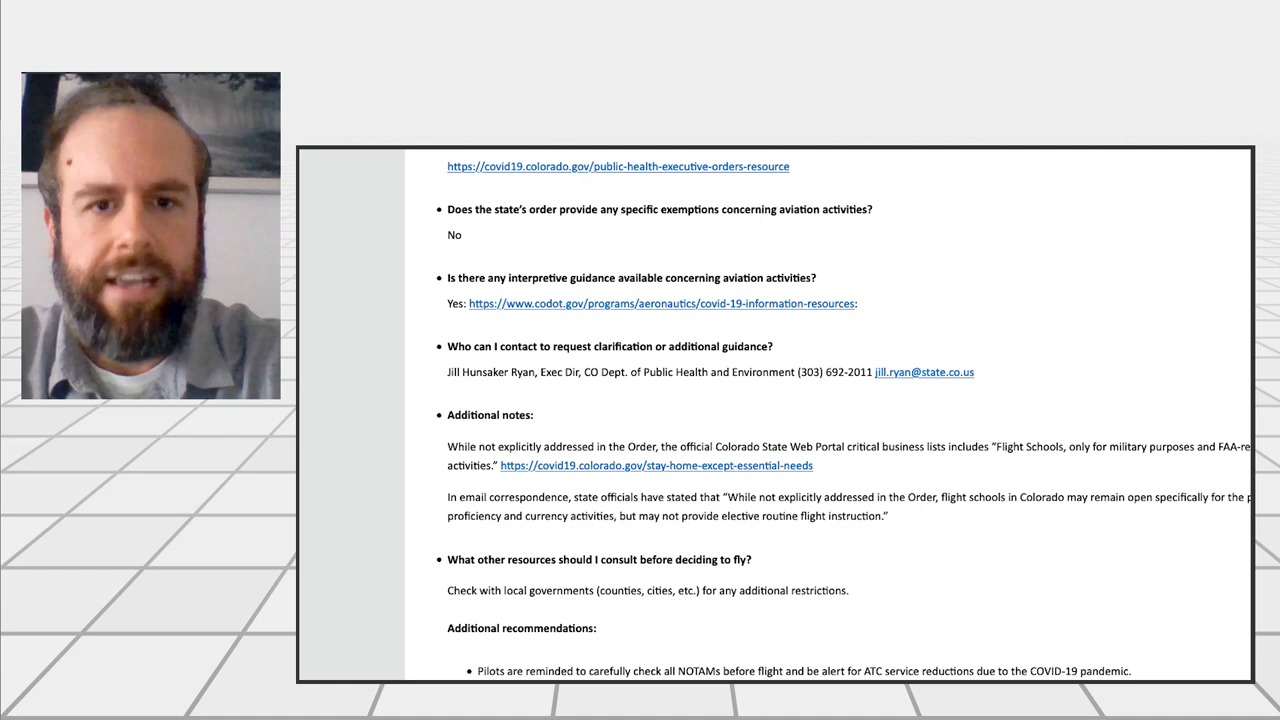 https://covid19.colorado.gov/public-health-executive-orders-resource
• Does the state's order provide any specific exemptions concerning aviation activities?
No
• Is there any interpretive guidance available concerning aviation activities?
Yes: https://www.codot.gov/programs/aeronautics/covid-19-information-resources:
• Who can I contact to request clarification or additional guidance?
Jill Hunsaker Ryan, Exec Dir, CO Dept. of Public Health and Environment (303) 692-2011 jill.ryan@state.co.us
• Additional notes:
While not explicitly addressed in the Order, the official Colorado State Web Portal critical business lists includes “Flight Schools, only for military purposes and FAA-re
activities.” https://covid19.colorado.gov/stay-home-except-essential-needs
In email correspondence, state officials have stated that “While not explicitly addressed in the Order, flight schools in Colorado may remain open specifically for the p
proficiency and currency activities, but may not provide elective routine flight instruction.”
• What other resources should I consult before deciding to fly?
Check with local governments (counties, cities, etc.) for any additional restrictions.
Additional recommendations:
• Pilots are reminded to carefully check all NOTAMs before flight and be alert for ATC service reductions due to the COVID-19 pandemic.